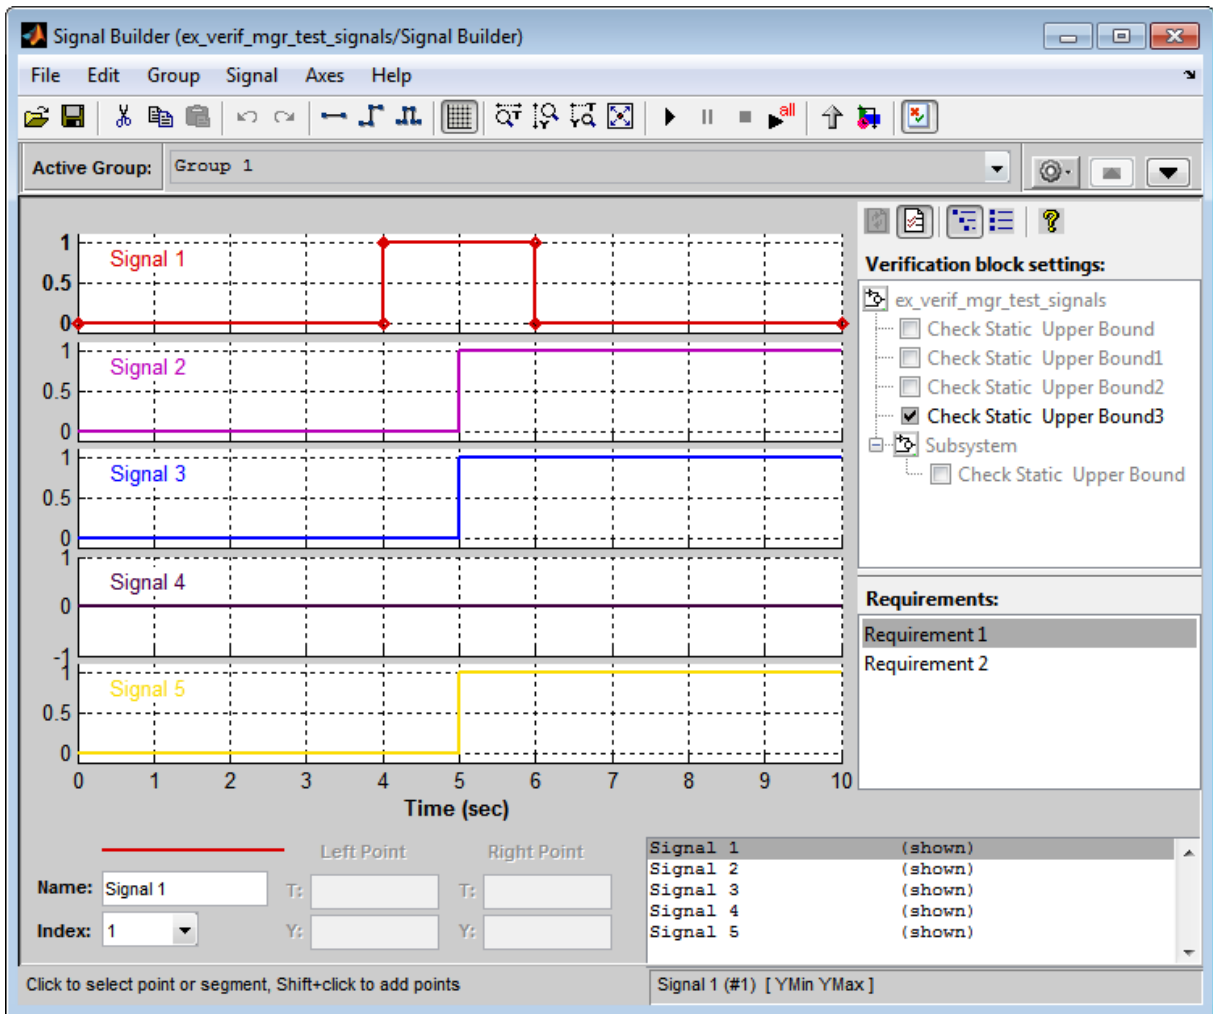 Signal Builder (ex_verif_mgr_test_signals/Signal Builder)
File Edit Group Signal Axes Help
all
Active Group: Group 1
1
0.5
0
Signal 1
1
0.5
0
Signal 2
1
0.5
0
Signal 3
1
0
-1
Signal 4
1
0.5
0
Signal 5
0 1 2 3 4 5 6 7 8 9 10
Time (sec)
Verification block settings:
ex_verif_mgr_test_signals
Check Static Upper Bound
Check Static Upper Bound1
Check Static Upper Bound2
Check Static Upper Bound3
Subsystem
Check Static Upper Bound
Requirements:
Requirement 1
Requirement 2
Left Point Right Point
Name: Signal 1 T: T:
Index: 1 Y: Y:
Signal 1 (shown)
Signal 2 (shown)
Signal 3 (shown)
Signal 4 (shown)
Signal 5 (shown)
Click to select point or segment, Shift+click to add points
Signal 1 (#1) [ YMin YMax ]